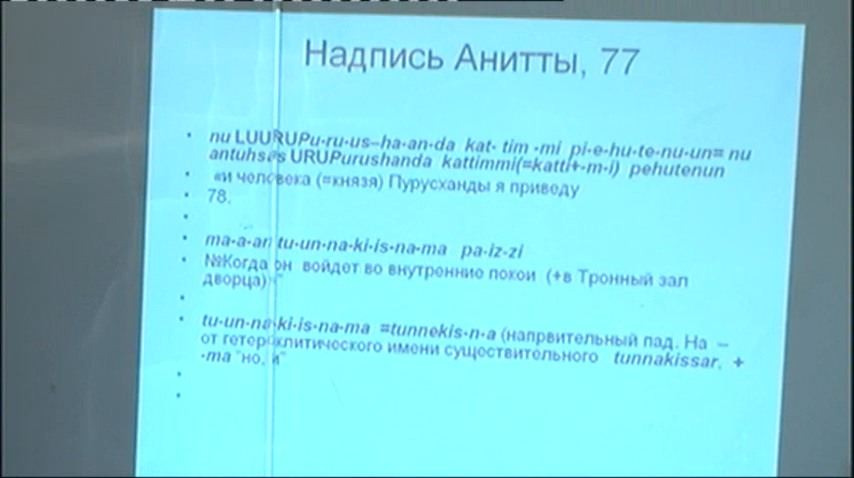 Надпись Анитты, 77
nu LUURUPu-ru-us–ha-an-da kat- tim -mi pi-e-hu-te-nu-un= nu
antuhsas URUPurushanda kattimmi(=katti+-m-i) pehutenun
«и человека (=князя) Пурусханды я приведу
78.
ma-a-an tu-un-na-ki-is-na-ma pa-iz-zi
№Когда он войдет во внутренние покои (+в Тронный зал
дворца)
tu-un-na-ki-is-na-ma =tunnekis-n-a (напрвительный пад. На –
от гетероклитического имени существительного tunnakissar, +
-ma "но, и"